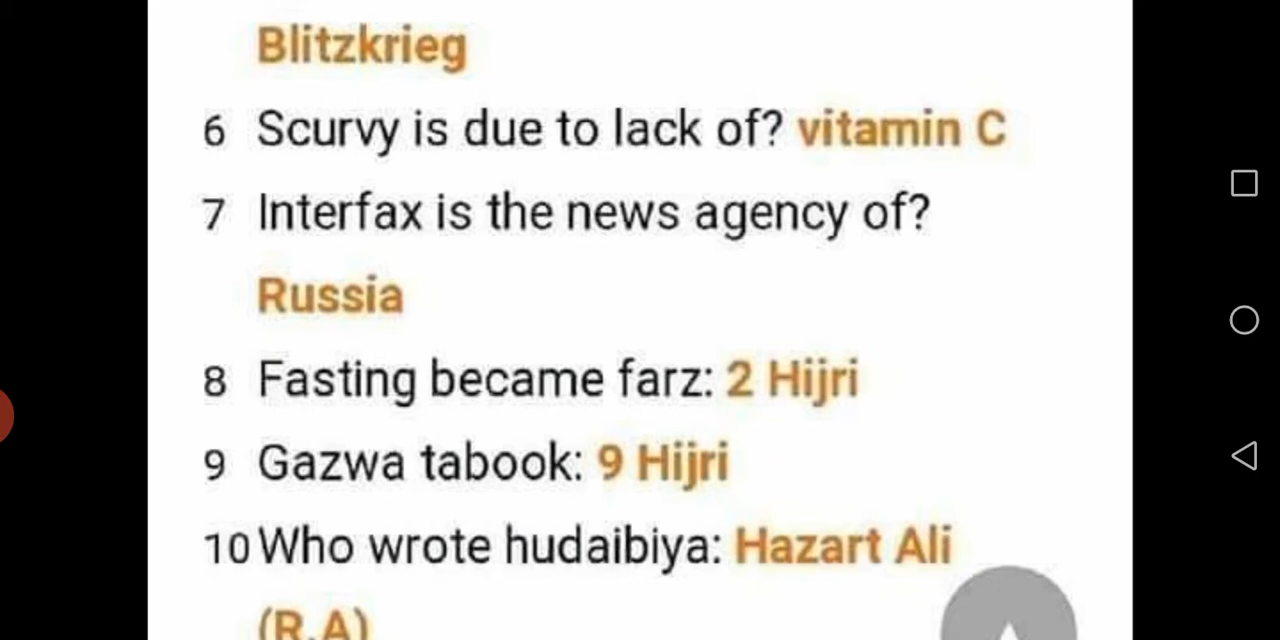 Blitzkrieg
6 Scurvy is due to lack of? vitamin C
7 Interfax is the news agency of?
Russia
8 Fasting became farz: 2 Hijri
9 Gazwa tabook: 9 Hijri
10 Who wrote hudaibiya: Hazart Ali
(R.A)